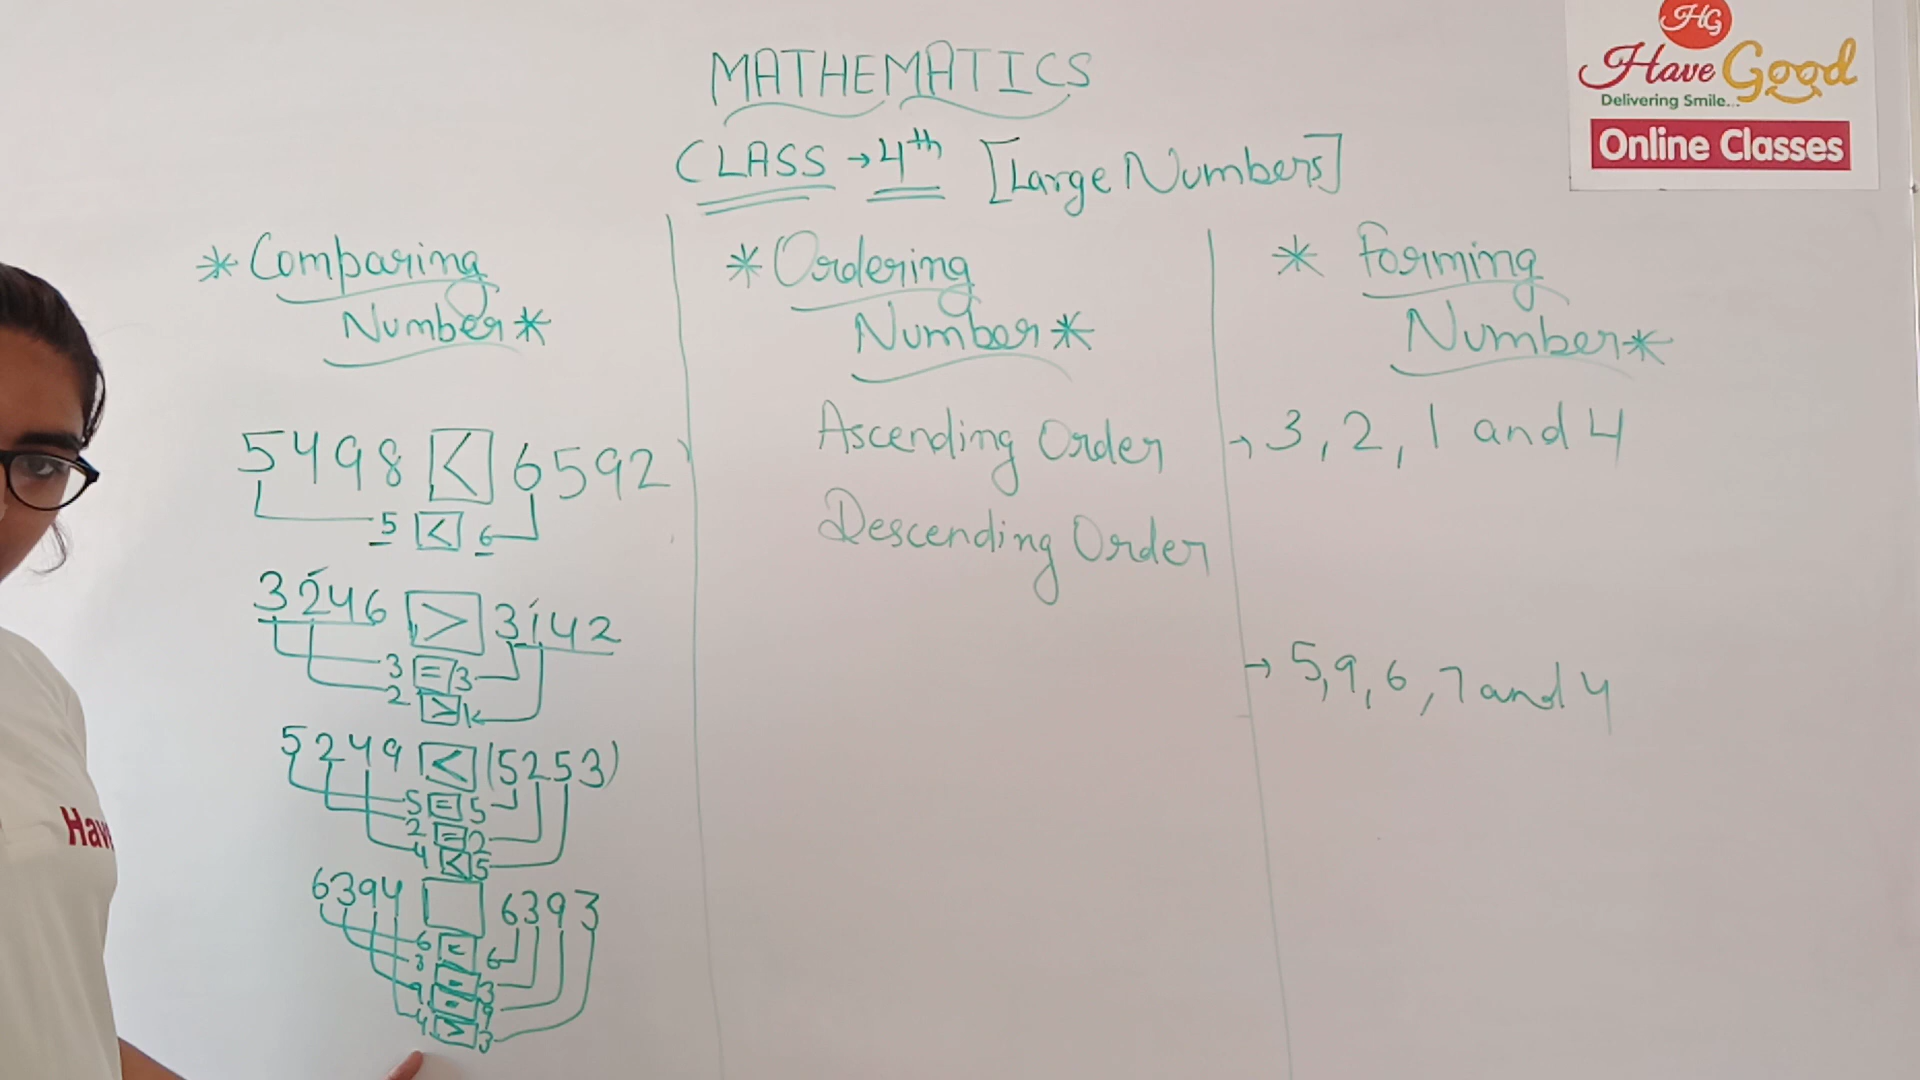 MATHEMATICS
CLASS → 4th [Large Numbers]
HG
Have Good
Delivering Smile...
Online Classes
* Comparing
Number *
5498 < 6592
5 < 6
3246 > 3142
3 = 3
2 > 1
5249 < (5253)
5 = 5
2 = 2
4 < 5
6394 □ 6393
6 6
3 = 3
9 = 9
4 > 3
* Ordering
Number *
Ascending Order
Descending Order
* Forming
Number *
→ 3, 2, 1 and 4
→ 5, 9, 6, 7 and 4
Hav